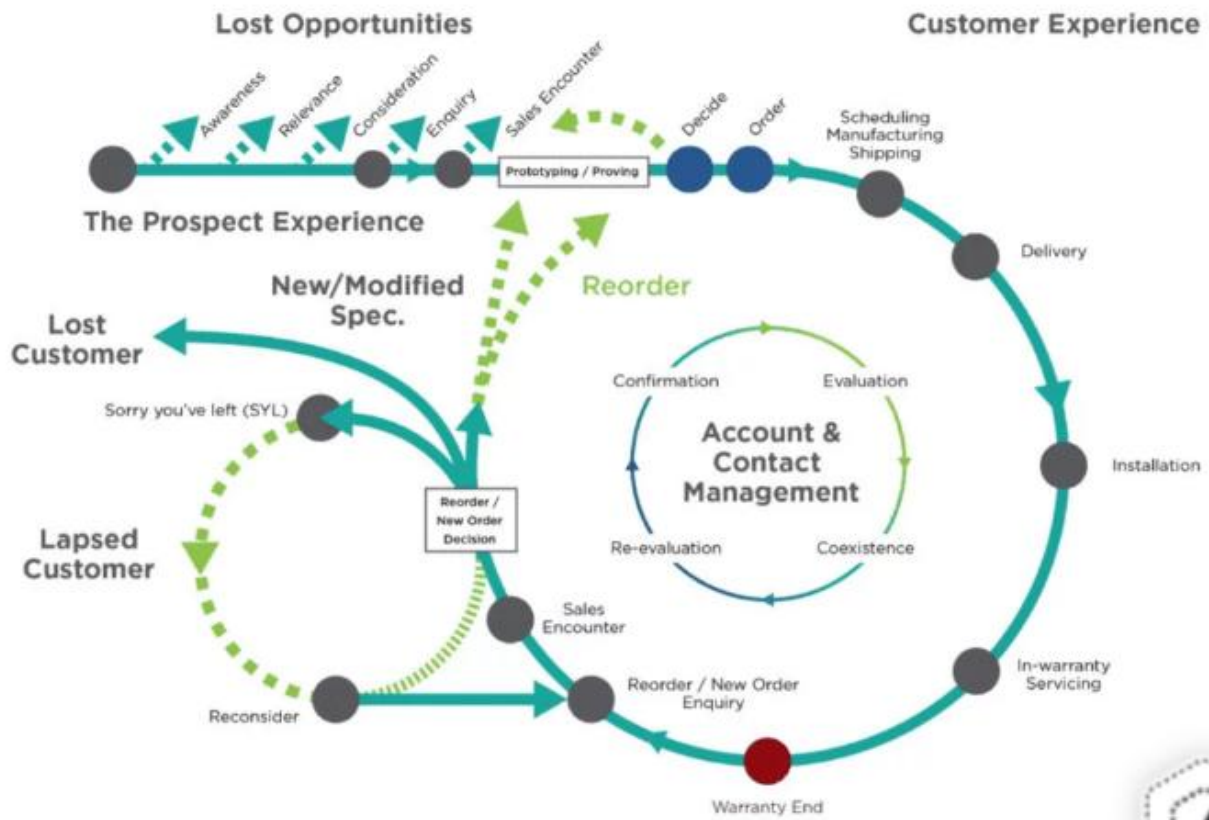 Lost Opportunities
Customer Experience
Awareness
Relevance
Consideration
Enquiry
Sales Encounter
Decide
Order
Scheduling
Manufacturing
Shipping
Prototyping / Proving
The Prospect Experience
Delivery
New/Modified
Spec.
Reorder
Lost
Customer
Confirmation
Evaluation
Sorry you've left (SYL)
Account &
Contact
Management
Installation
Reorder /
New Order
Decision
Lapsed
Customer
Re-evaluation
Coexistence
Sales
Encounter
In-warranty
Servicing
Reorder / New Order
Enquiry
Reconsider
Warranty End